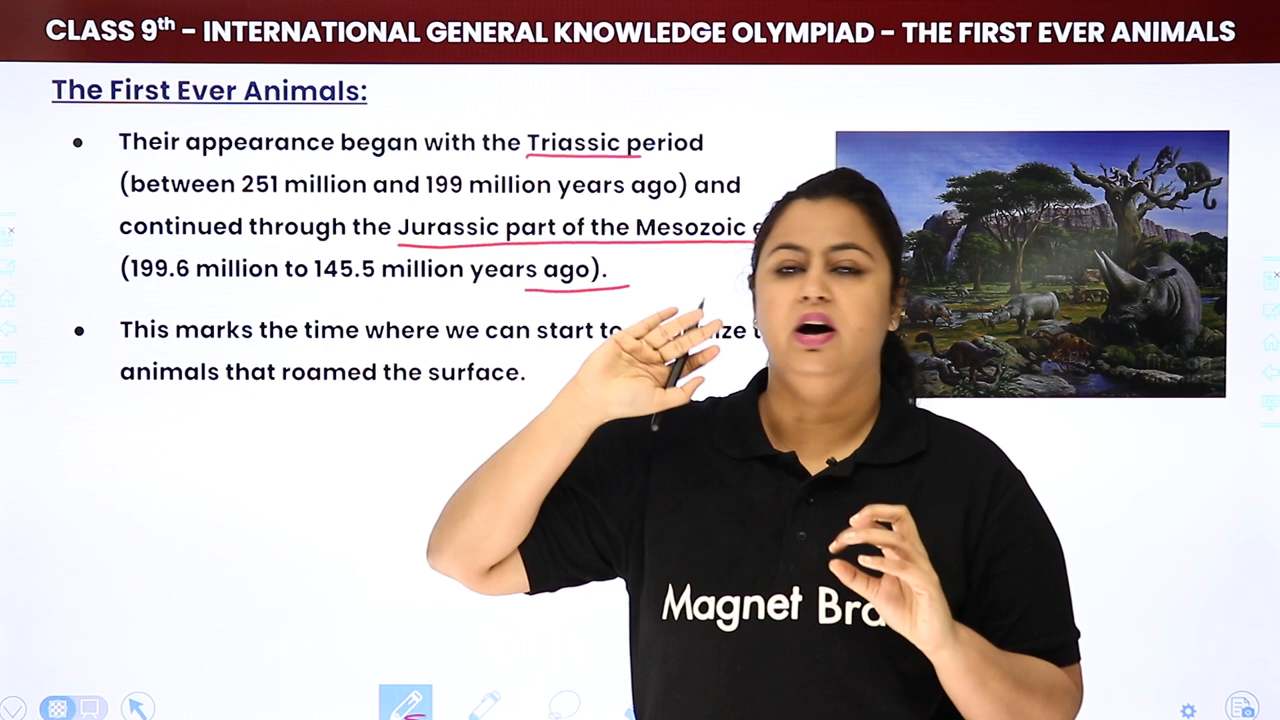 CLASS 9th – INTERNATIONAL GENERAL KNOWLEDGE OLYMPIAD – THE FIRST EVER ANIMALS
The First Ever Animals:
• Their appearance began with the Triassic period
(between 251 million and 199 million years ago) and
continued through the Jurassic part of the Mesozoic
(199.6 million to 145.5 million years ago).
• This marks the time where we can start to
animals that roamed the surface.
Magnet